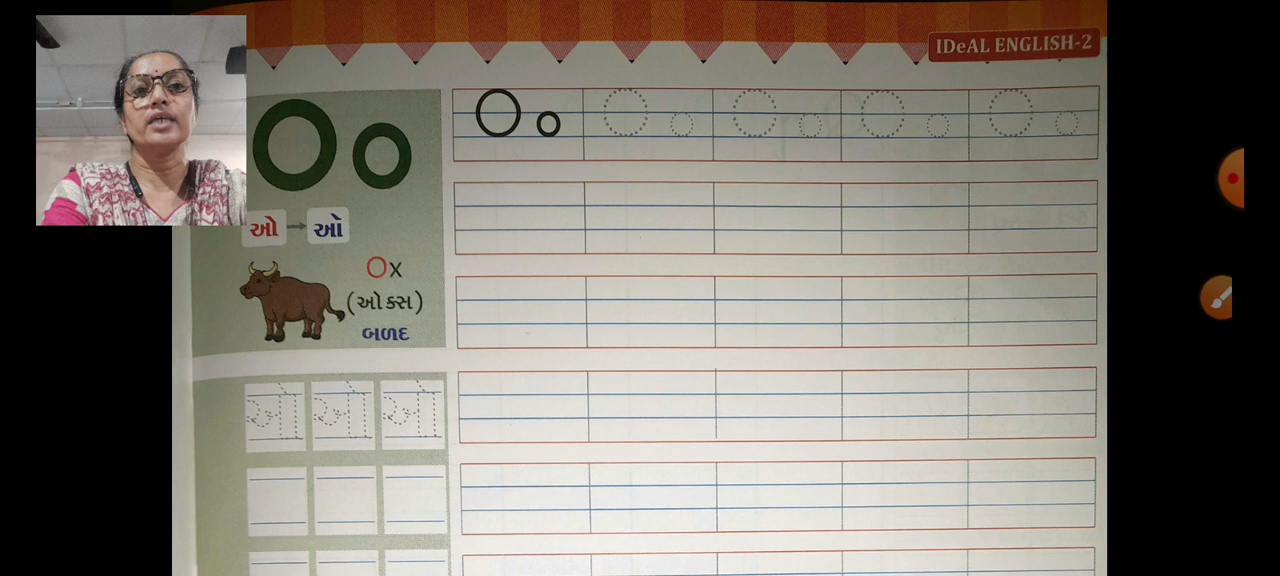 IDeAL ENGLISH-2
O o
O o O o O o O o O o
ઓ → ઑ
Ox
(ઓક્સ)
બળદ
ઑ ઑ ઑ